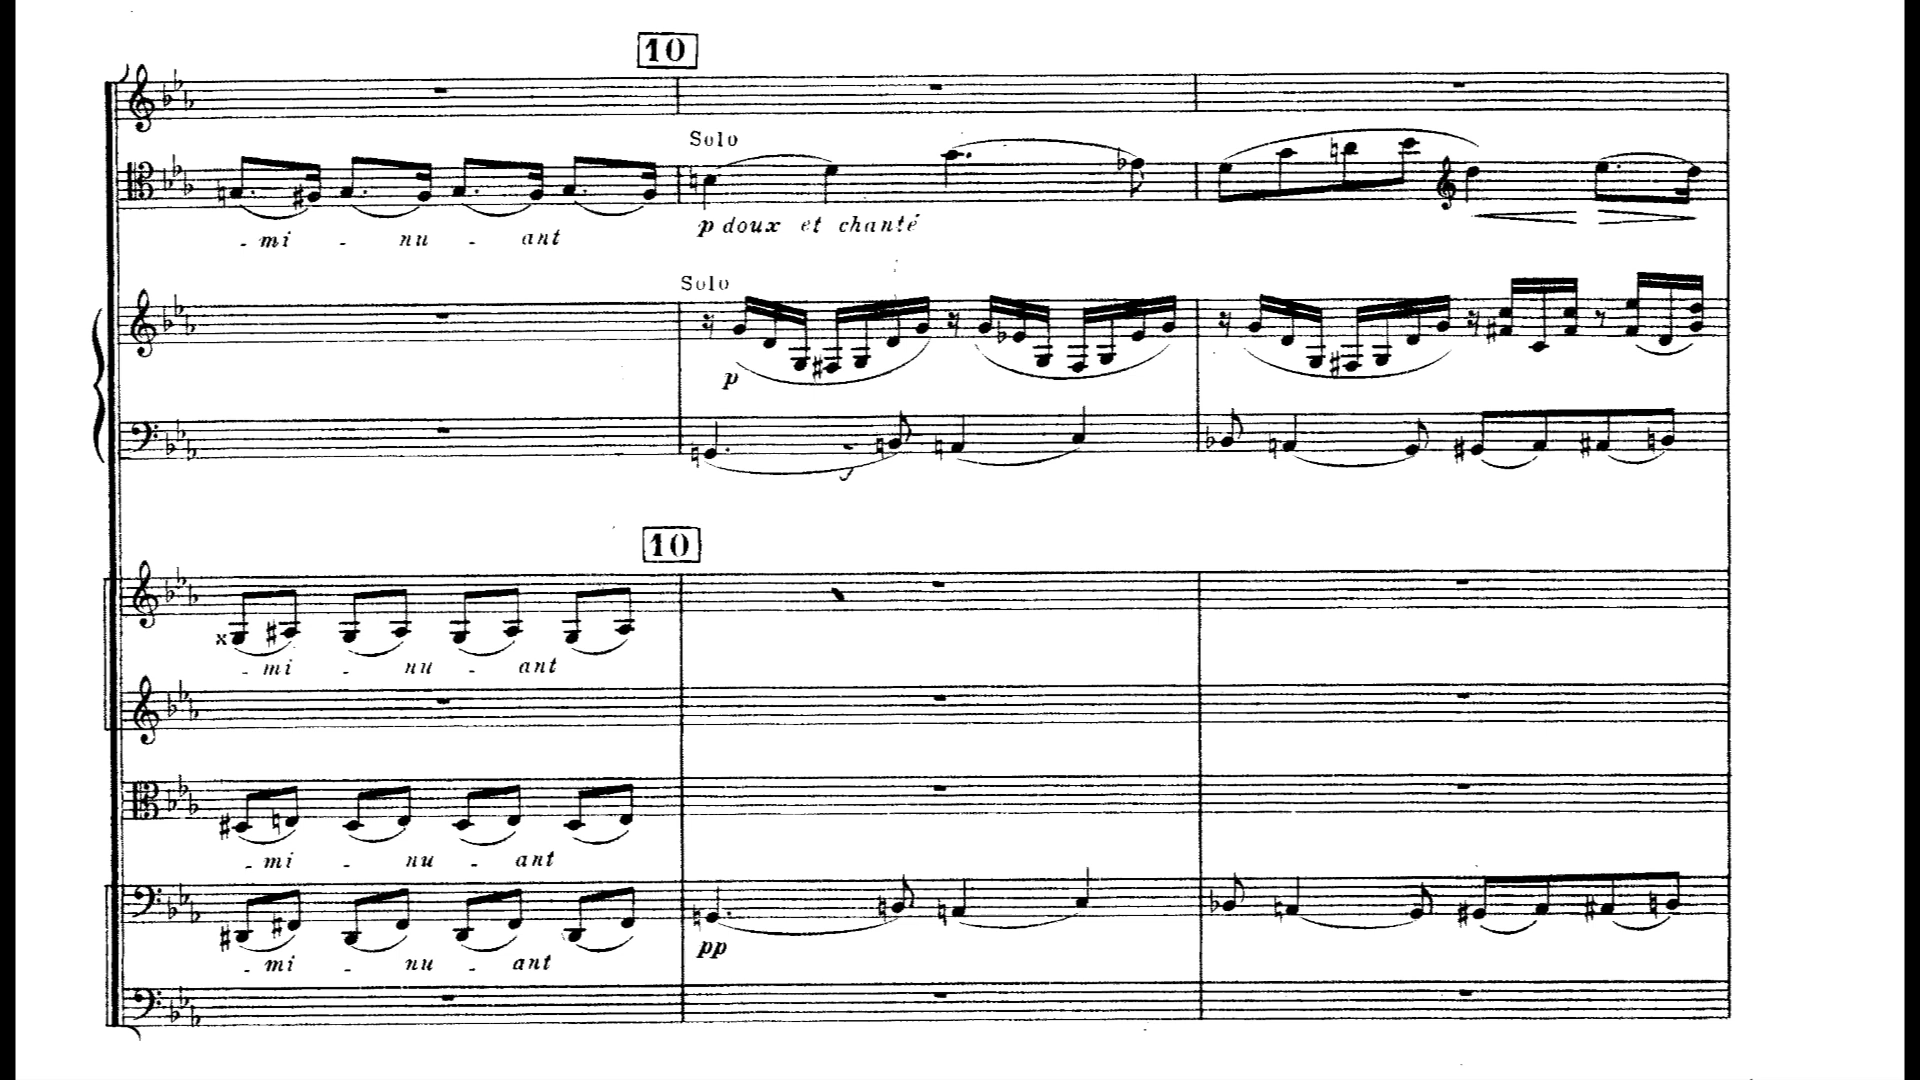 10
Solo
p doux et chanté
- mi - nu - ant
Solo
p
10
- mi - nu - ant
- mi - nu - ant
pp
- mi - nu - ant